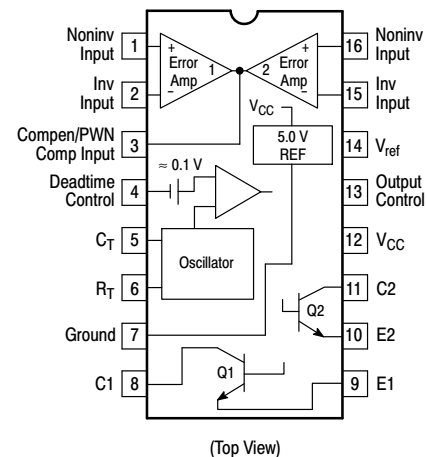 Noninv
Input
1
+
Error
Amp
1
−
Inv
Input
2
2
+
Error
Amp
−
16
Noninv
Input
15
Inv
Input
Compen/PWN
Comp Input
3
VCC
5.0 V
REF
14
Vref
≈ 0.1 V
Deadtime
Control
4
13
Output
Control
CT
5
Oscillator
12
VCC
RT
6
11
C2
Q2
Ground
7
10
E2
C1
8
Q1
9
E1
(Top View)